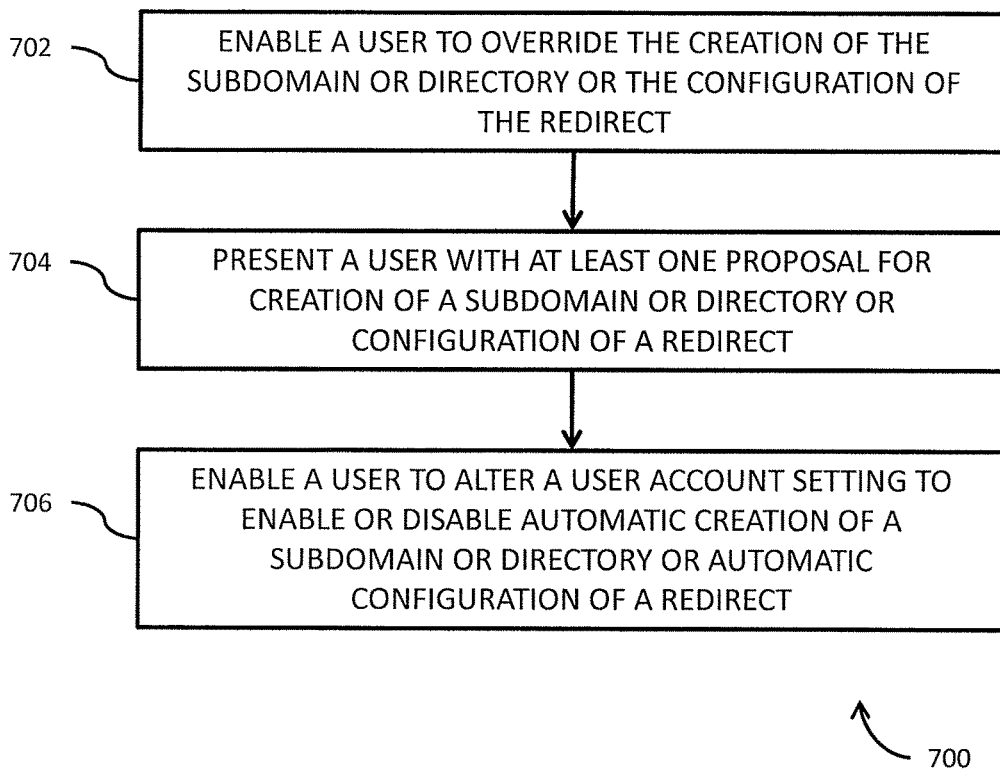 702
ENABLE A USER TO OVERRIDE THE CREATION OF THE
SUBDOMAIN OR DIRECTORY OR THE CONFIGURATION OF
THE REDIRECT
704
PRESENT A USER WITH AT LEAST ONE PROPOSAL FOR
CREATION OF A SUBDOMAIN OR DIRECTORY OR
CONFIGURATION OF A REDIRECT
706
ENABLE A USER TO ALTER A USER ACCOUNT SETTING TO
ENABLE OR DISABLE AUTOMATIC CREATION OF A
SUBDOMAIN OR DIRECTORY OR AUTOMATIC
CONFIGURATION OF A REDIRECT
700